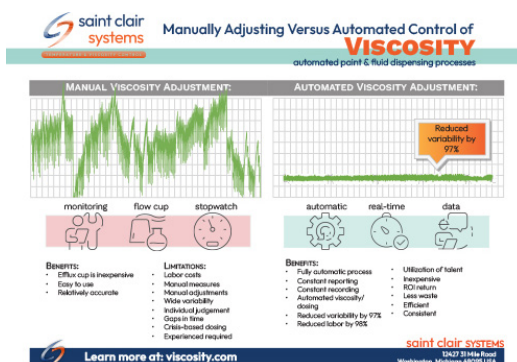 saint clair
systems
Manually Adjusting Versus Automated Control of
VISCOSITY
automated paint & fluid dispensing processes
MANUAL VISCOSITY ADJUSTMENT:
AUTOMATED VISCOSITY ADJUSTMENT:
Reduced
variability by
97%
monitoring
flow cup
stopwatch
automatic
real-time
data
BENEFITS:
• Efflux cup is inexpensive
• Easy to use
• Relatively accurate
LIMITATIONS:
• Labor costs
• Manual measures
• Manual adjustments
• Wide variability
• Individual judgement
• Gaps in time
• Crisis-based dosing
• Experienced required
BENEFITS:
• Fully automatic process
• Constant reporting
• Constant recording
• Automated viscosity/
dosing
• Reduced variability by 97%
• Reduced labor by 98%
• Utilization of talent
• Inexpensive
• ROI return
• Less waste
• Efficient
• Consistent
Learn more at: viscosity.com
saint clair SYSTEMS
12427 31 Mile Road
Washington, Michigan 48095 USA